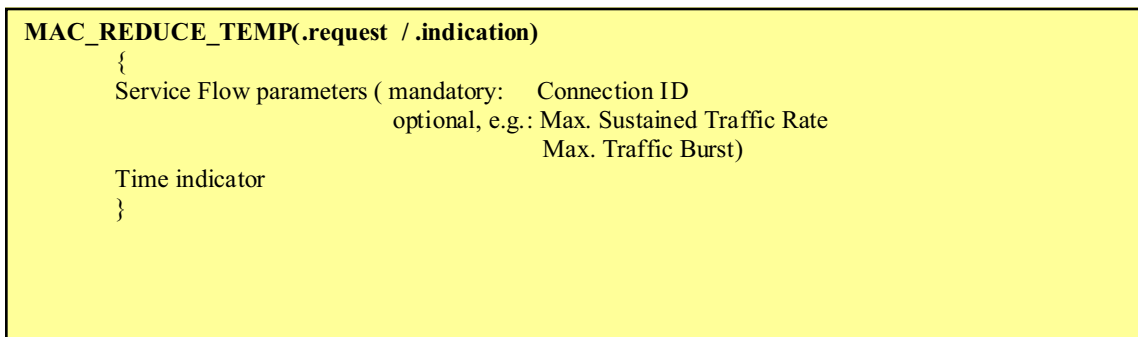 MAC_REDUCE_TEMP(.request / .indication)
{
Service Flow parameters ( mandatory: Connection ID
optional, e.g.: Max. Sustained Traffic Rate
Max. Traffic Burst)
Time indicator
}